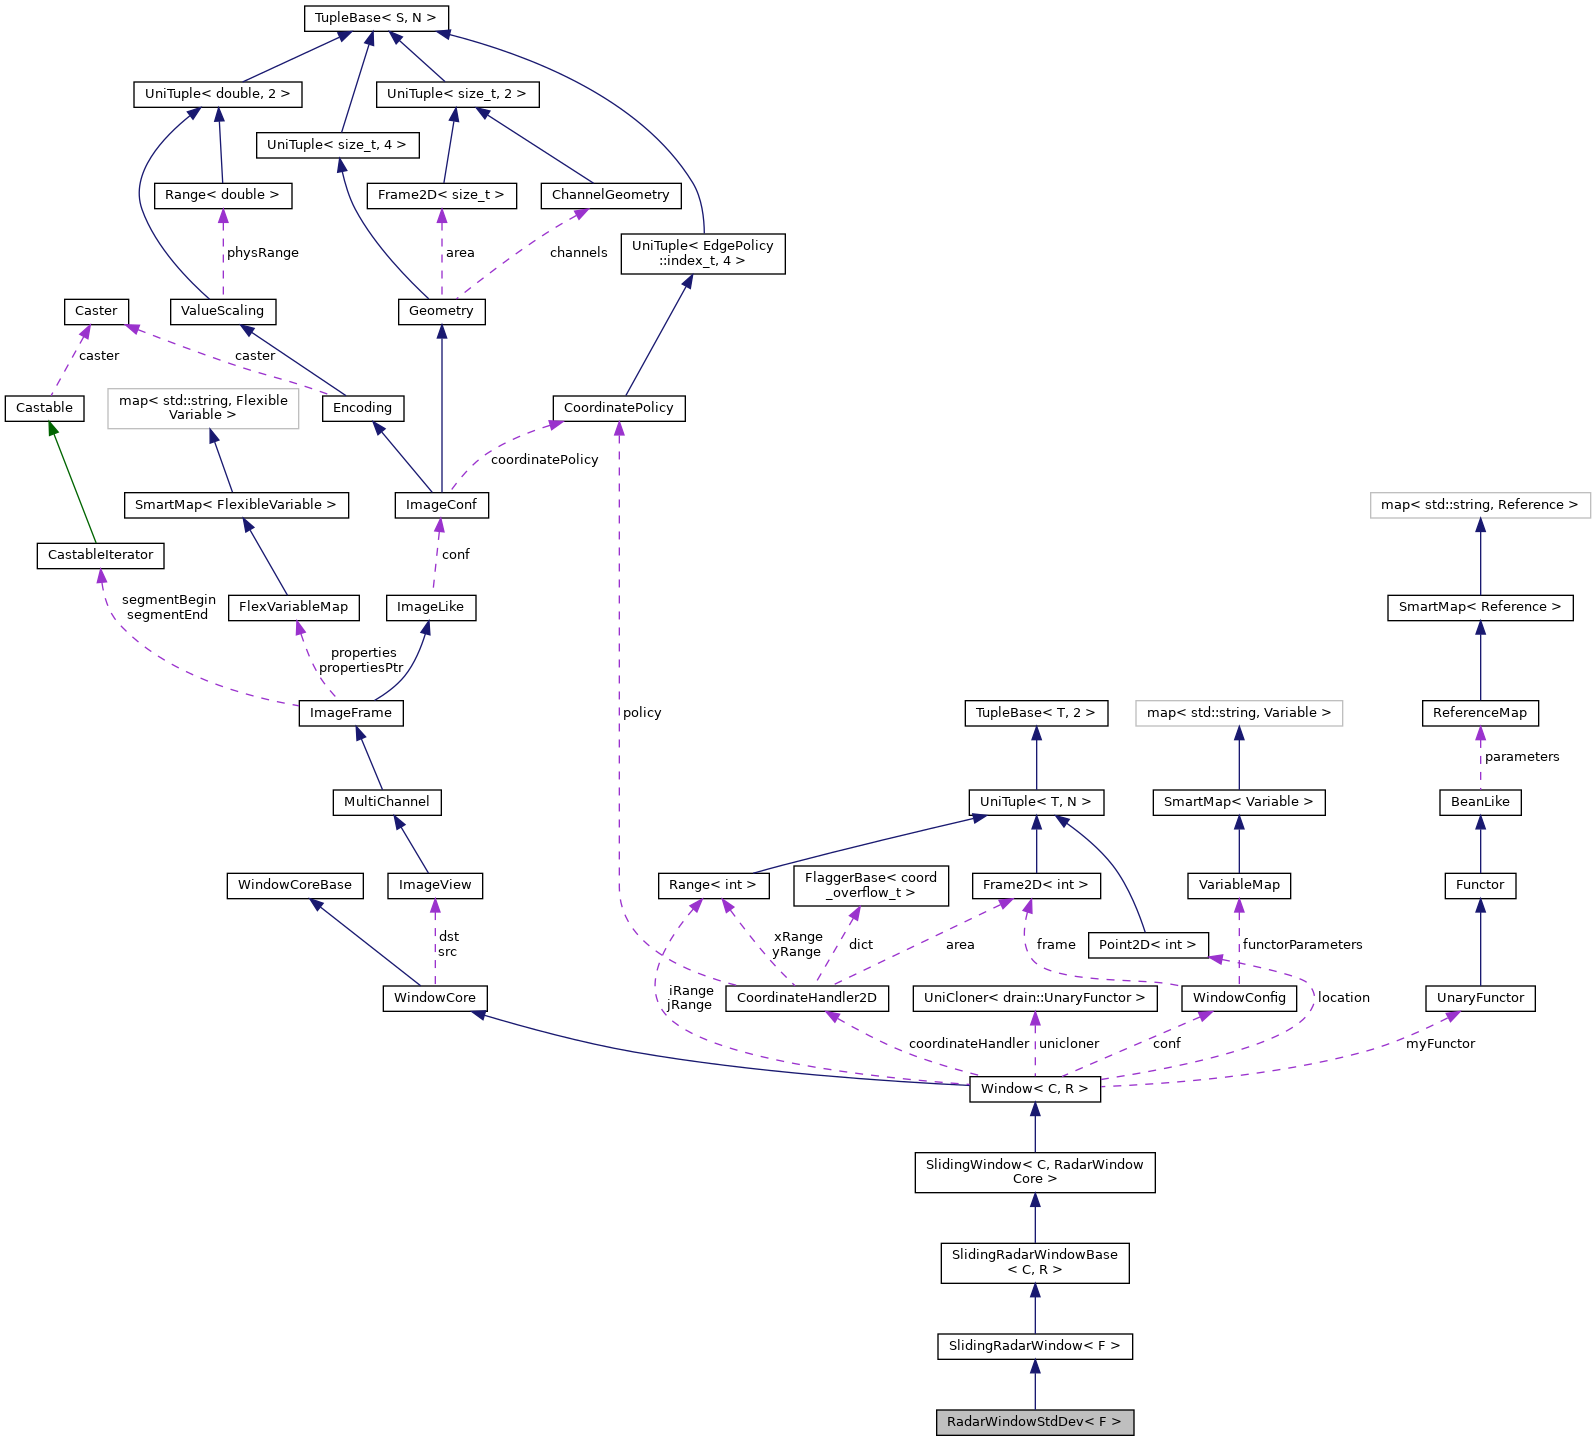 TupleBase< S, N >
UniTuple< double, 2 >
UniTuple< size_t, 2 >
UniTuple< size_t, 4 >
Range< double >
Frame2D< size_t >
ChannelGeometry
UniTuple< EdgePolicy
::index_t, 4 >
physRange
area
channels
Caster
ValueScaling
Geometry
caster
caster
map< std::string, Flexible
Variable >
Castable
Encoding
CoordinatePolicy
coordinatePolicy
SmartMap< FlexibleVariable >
ImageConf
map< std::string, Reference >
CastableIterator
conf
segmentBegin
segmentEnd
FlexVariableMap
ImageLike
SmartMap< Reference >
properties
propertiesPtr
ImageFrame
policy
TupleBase< T, 2 >
map< std::string, Variable >
ReferenceMap
parameters
MultiChannel
UniTuple< T, N >
SmartMap< Variable >
BeanLike
WindowCoreBase
ImageView
Range< int >
FlaggerBase< coord
_overflow_t >
Frame2D< int >
VariableMap
Functor
dst
src
xRange
yRange
dict
area
frame
Point2D< int >
functorParameters
WindowCore
iRange
jRange
CoordinateHandler2D
UniCloner< drain::UnaryFunctor >
WindowConfig
location
UnaryFunctor
coordinateHandler
unicloner
conf
myFunctor
Window< C, R >
SlidingWindow< C, RadarWindow
Core >
SlidingRadarWindowBase
< C, R >
SlidingRadarWindow< F >
RadarWindowStdDev< F >